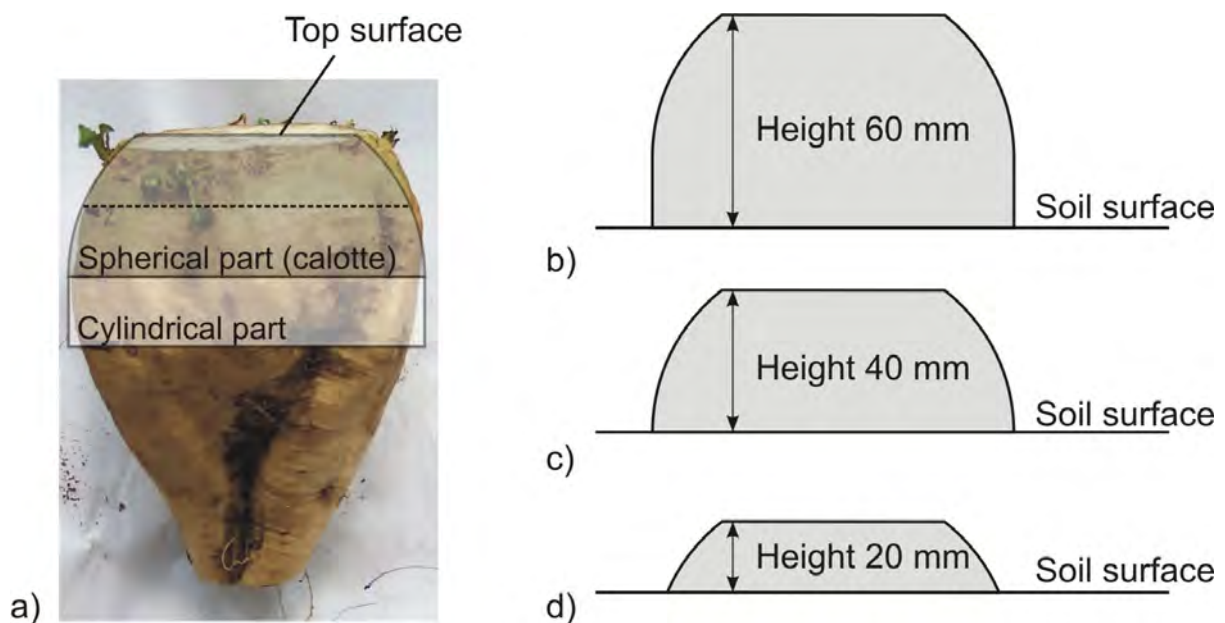 Top surface
Spherical part (calotte)
Cylindrical part
a)
Height 60 mm
Soil surface
b)
Height 40 mm
Soil surface
c)
Height 20 mm
Soil surface
d)